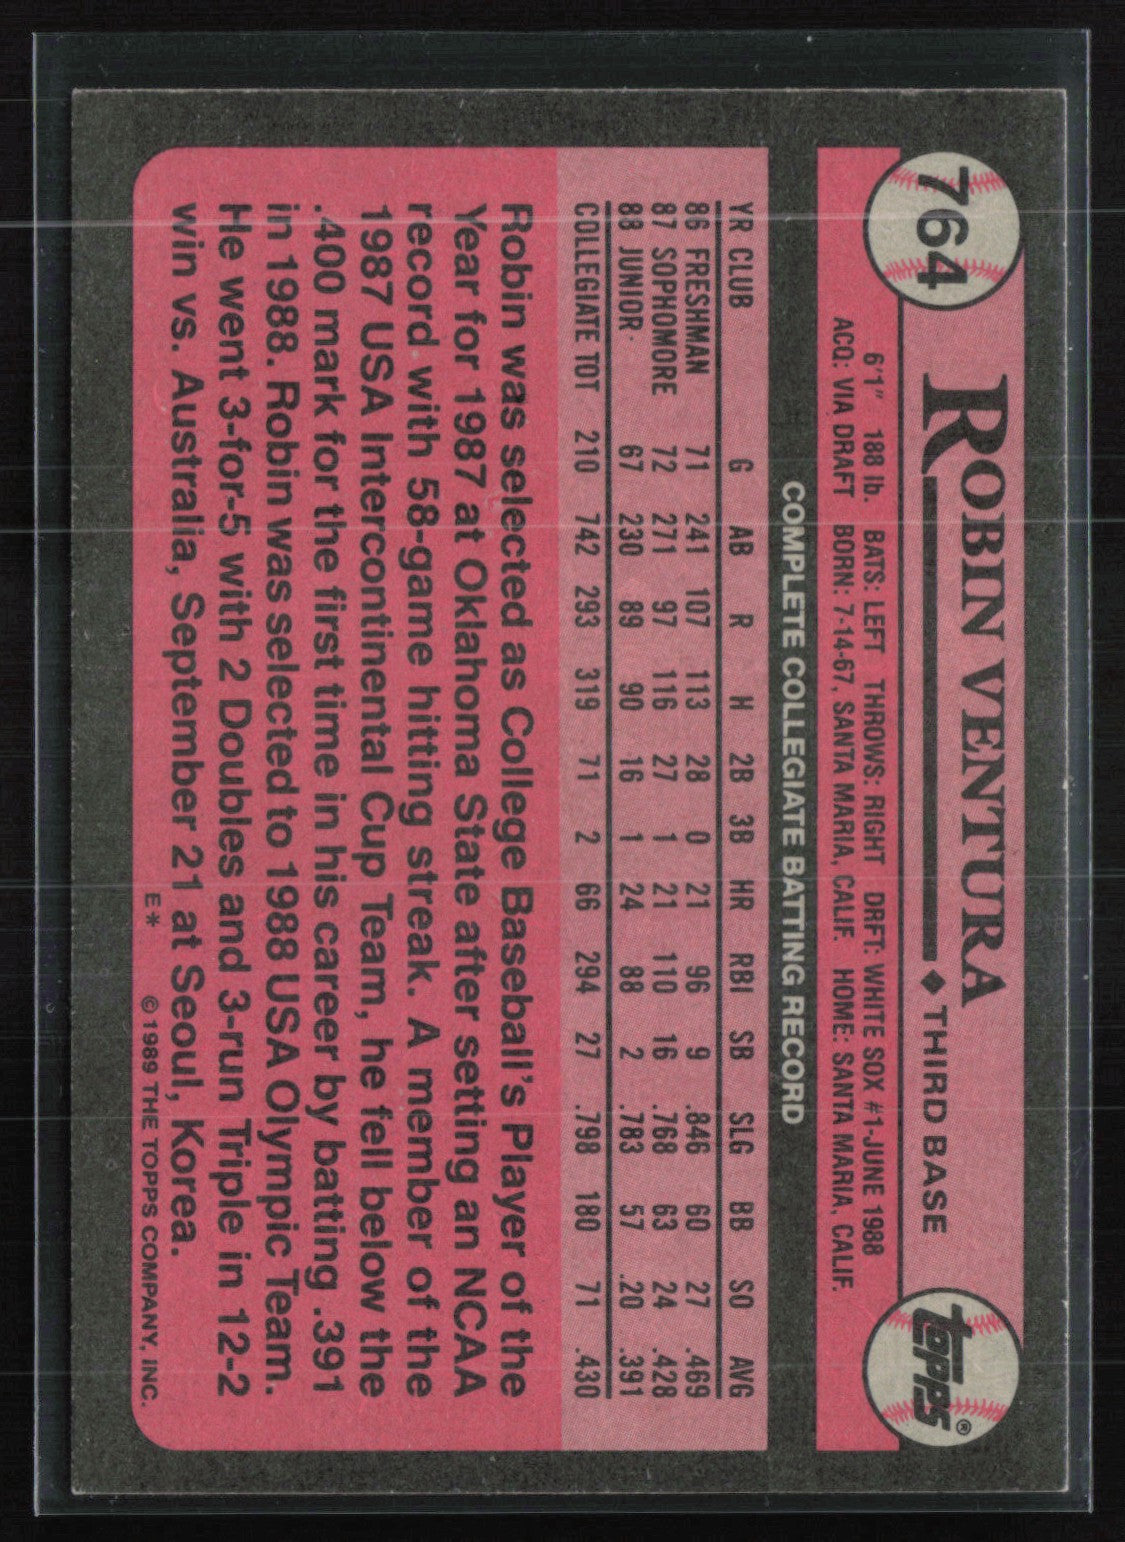 764
ROBIN VENTURA
◆ THIRD BASE
topps®
6'1" 188 lb. BATS: LEFT THROWS: RIGHT DRFT: WHITE SOX #1-JUNE 1988
ACQ: VIA DRAFT BORN: 7-14-67, SANTA MARIA, CALIF. HOME: SANTA MARIA, CALIF.
COMPLETE COLLEGIATE BATTING RECORD
YR CLUB G AB R H 2B 3B HR RBI SB SLG BB SO AVG
86 FRESHMAN 71 241 107 113 28 0 21 96 9 .846 60 27 .469
87 SOPHOMORE 72 271 97 116 27 1 21 110 16 .768 63 24 .428
88 JUNIOR 67 230 89 90 16 1 24 88 2 .783 57 .20 .391
COLLEGIATE TOT 210 742 293 319 71 2 66 294 27 .798 180 71 .430
Robin was selected as College Baseball's Player of the
Year for 1987 at Oklahoma State after setting an NCAA
record with 58-game hitting streak. A member of the
1987 USA Intercontinental Cup Team, he fell below the
.400 mark for the first time in his career by batting .391
in 1988. Robin was selected to 1988 USA Olympic Team.
He went 3-for-5 with 2 Doubles and 3-run Triple in 12-2
win vs. Australia, September 21 at Seoul, Korea.
E* © 1989 THE TOPPS COMPANY, INC.